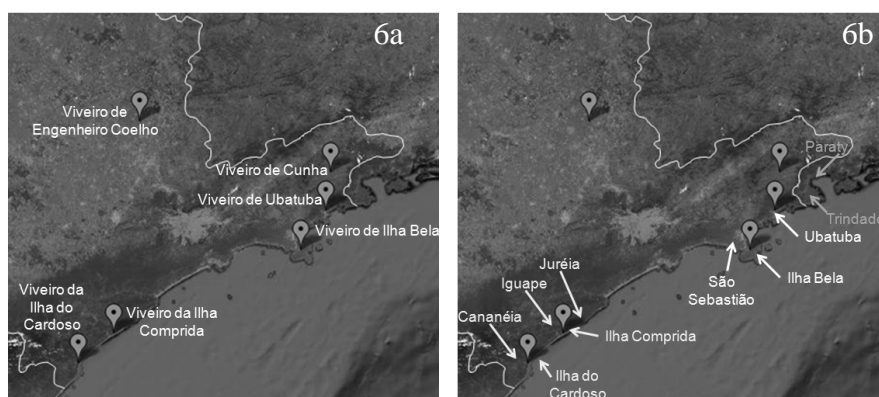 6a
Viveiro de
Engenheiro Coelho
Viveiro de Cunha
Viveiro de Ubatuba
Viveiro de Ilha Bela
Viveiro da
Ilha do
Cardoso
Viveiro da Ilha
Comprida
6b
Paraty
Trindade
Ubatuba
São
Sebastião
Ilha Bela
Juréia
Iguape
Cananéia
Ilha Comprida
Ilha do
Cardoso